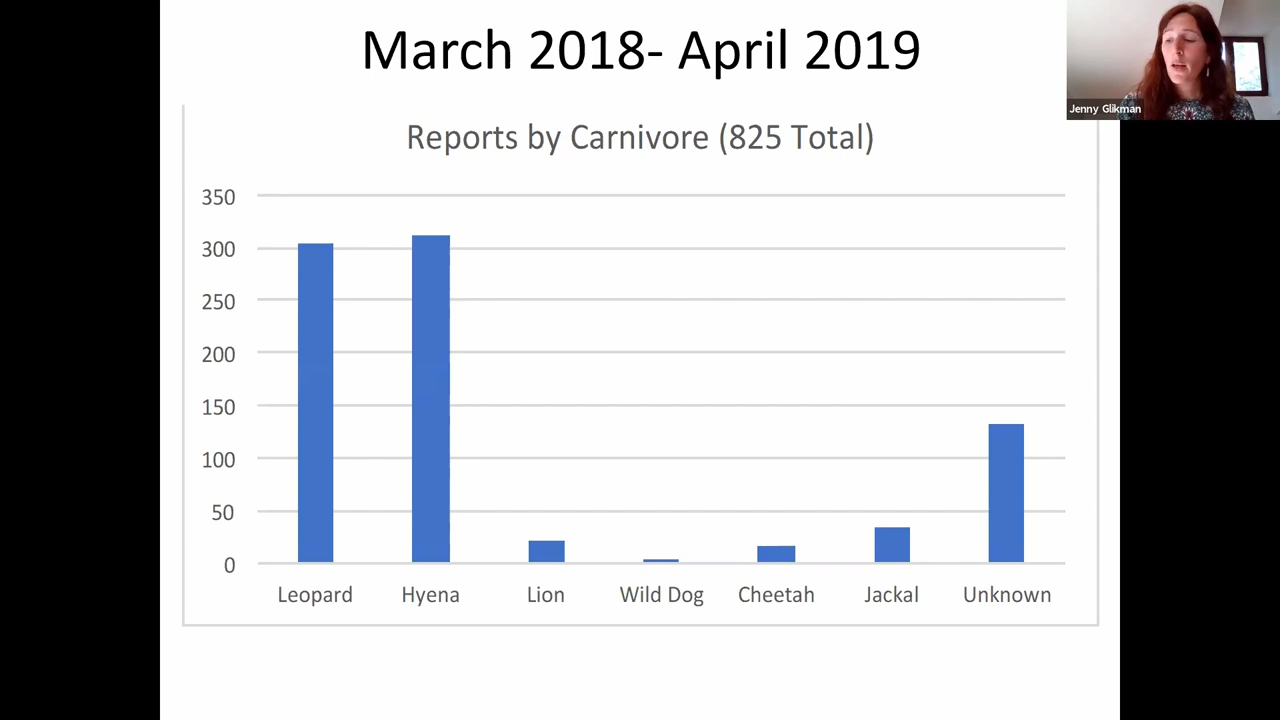 March 2018- April 2019
Jenny Glikman
Reports by Carnivore (825 Total)
350
300
250
200
150
100
50
0
Leopard Hyena Lion Wild Dog Cheetah Jackal Unknown